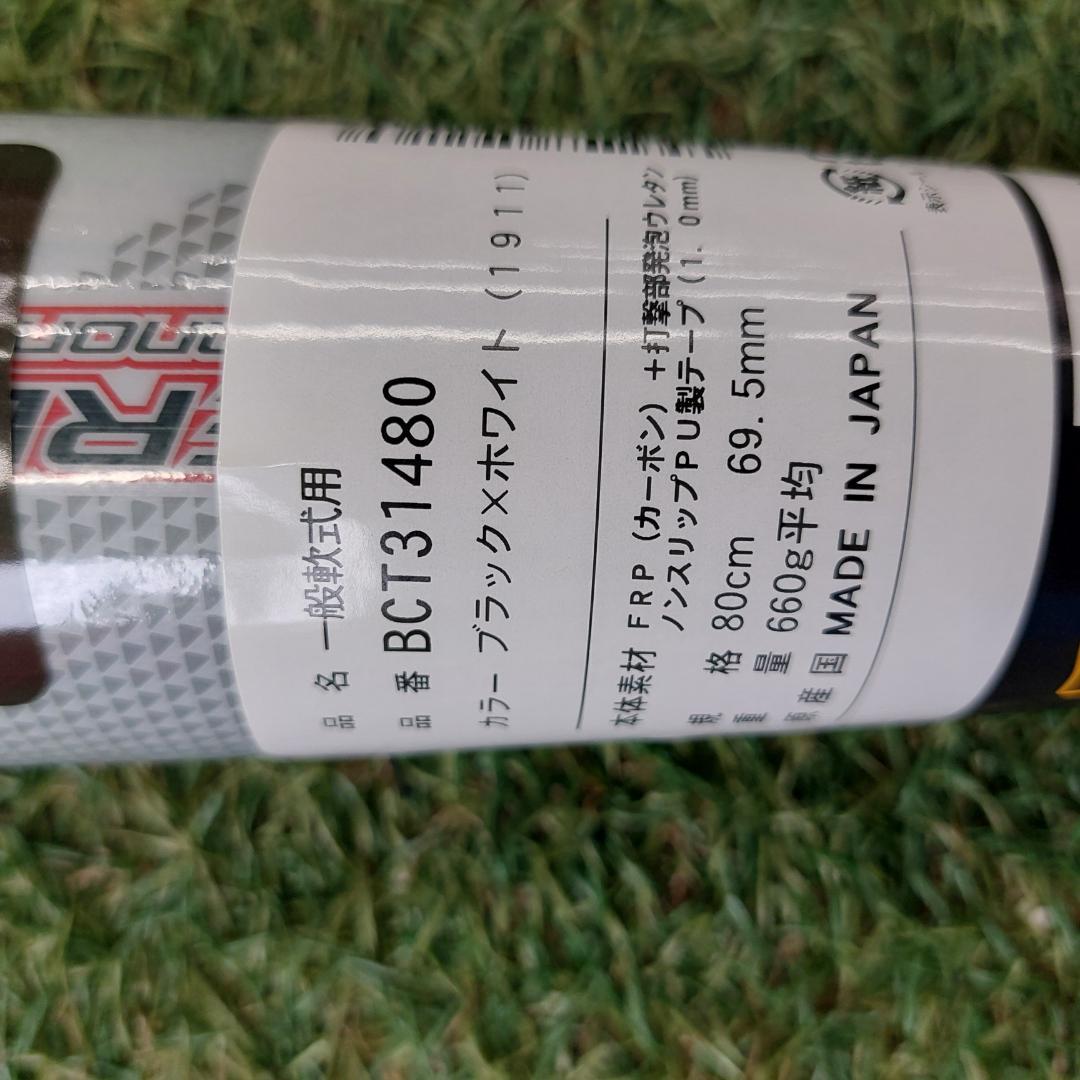 品名 一般軟式用
品番 BCT31480
カラー ブラック×ホワイト(1911)
本体素材 FRP(カーボン)+打撃部発泡ウレタン
ノンスリップPU製テープ(1.0mm)
規格 80cm 69.5mm
重量 660g平均
原産国 MADE IN JAPAN
紙